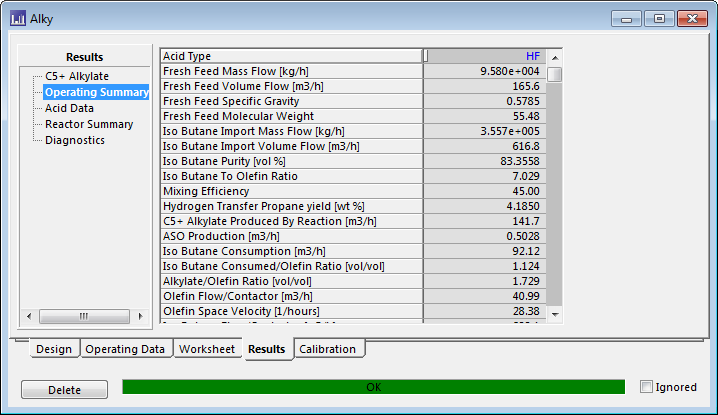 Alky
Results
C5+ Alkylate
Operating Summary
Acid Data
Reactor Summary
Diagnostics
Acid Type HF
Fresh Feed Mass Flow [kg/h] 9.580e+004
Fresh Feed Volume Flow [m3/h] 165.6
Fresh Feed Specific Gravity 0.5785
Fresh Feed Molecular Weight 55.48
Iso Butane Import Mass Flow [kg/h] 3.557e+005
Iso Butane Import Volume Flow [m3/h] 616.8
Iso Butane Purity [vol %] 83.3558
Iso Butane To Olefin Ratio 7.029
Mixing Efficiency 45.00
Hydrogen Transfer Propane yield [wt %] 4.1850
C5+ Alkylate Produced By Reaction [m3/h] 141.7
ASO Production [m3/h] 0.5028
Iso Butane Consumption [m3/h] 92.12
Iso Butane Consumed/Olefin Ratio [vol/vol] 1.124
Alkylate/Olefin Ratio [vol/vol] 1.729
Olefin Flow/Contactor [m3/h] 40.99
Olefin Space Velocity [1/hours] 28.38
Design Operating Data Worksheet Results Calibration
Delete OK Ignored